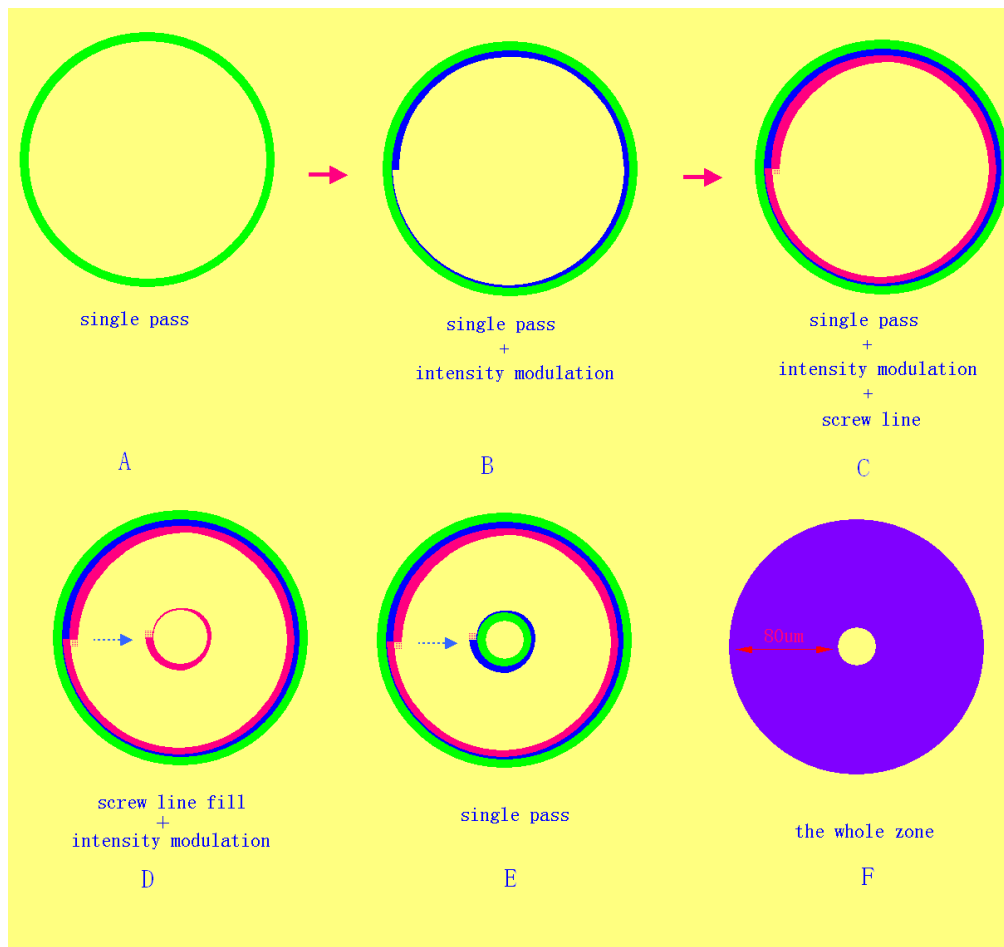 single pass
single pass
+
intensity modulation
single pass
+
intensity modulation
+
screw line
A
B
C
screw line fill
+
intensity modulation
single pass
80um
the whole zone
D
E
F